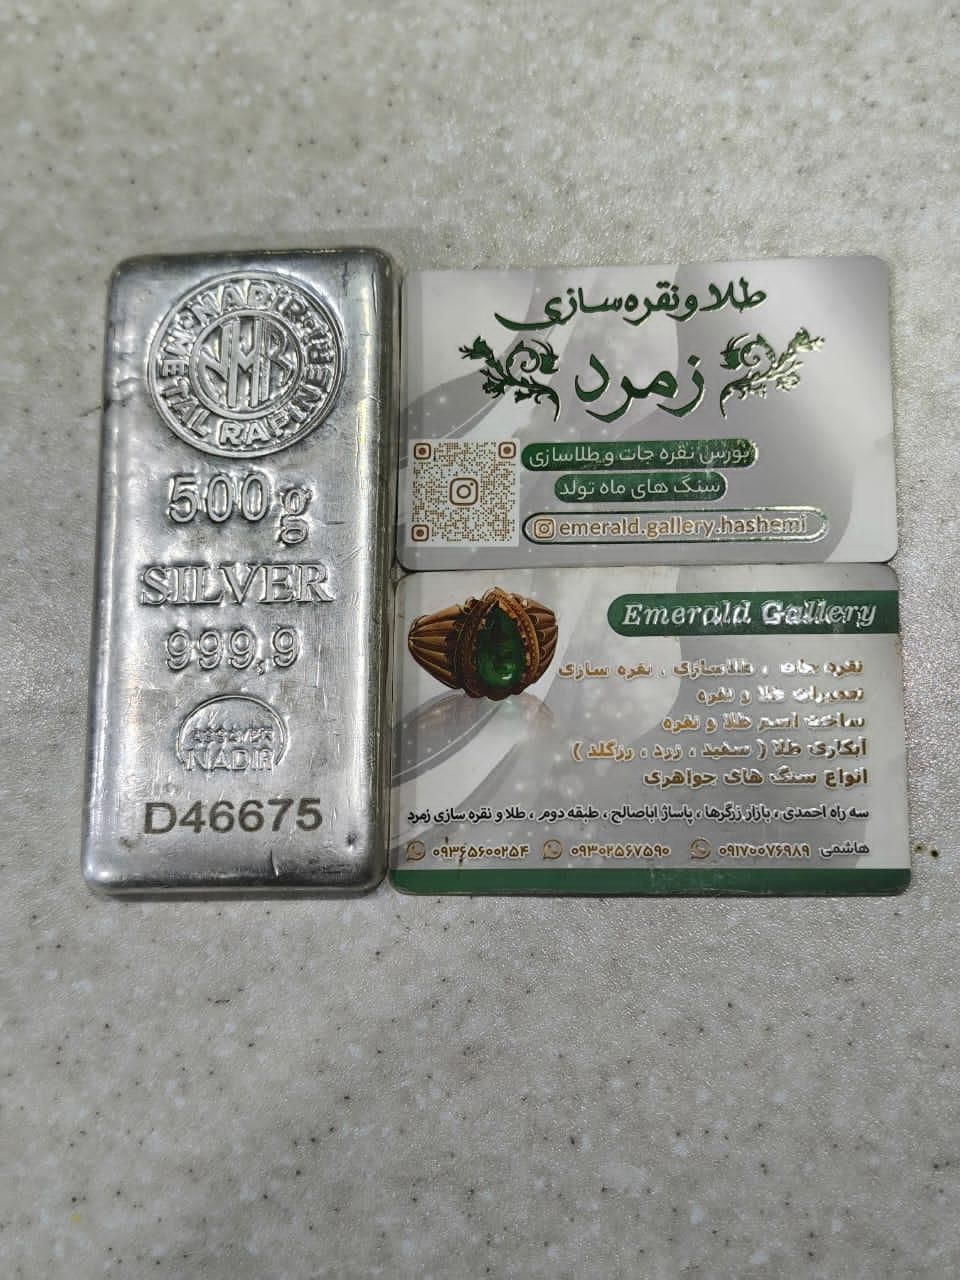 NADIR METAL RAFİNERİ
NMR
500g
SILVER
999,9
NADIR
D46675
طلا و نقره سازی
زمرد
بورس نقره جات و طلاسازی
سنگ های ماه تولد
emerald.gallery.hashemi
Emerald Gallery
نقره جات ، طلاسازی ، نقره سازی
تعمیرات طلا و نقره
ساخت اسم طلا و نقره
آبکاری طلا ( سفید ، زرد ، رزگلد )
انواع سنگ های جواهری
سه راه احمدی ، بازار زرگرها ، پاساژ اباصالح ، طبقه دوم ، طلا و نقره سازی زمرد
هاشمی ۰۹۱۷۰۰۷۶۹۸۹ ۰۹۳۰۲۵۶۷۵۹۰ ۰۹۳۶۵۶۰۰۲۵۴